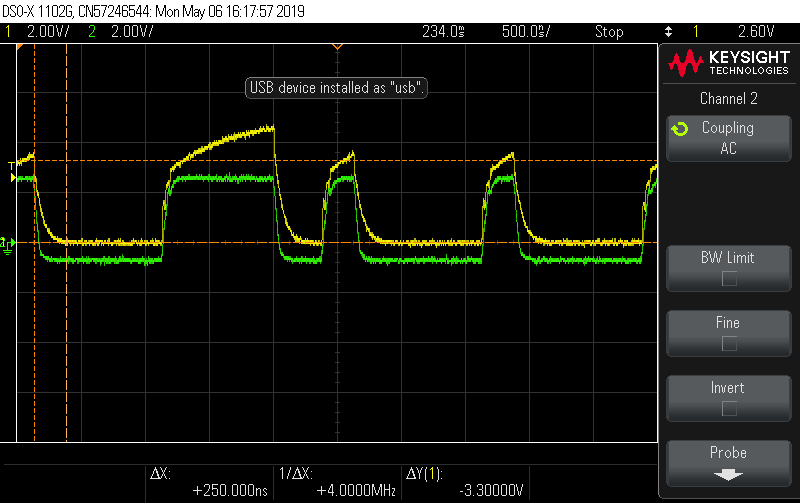 DSO-X 1102G, CN57246544: Mon May 06 16:17:57 2019
1 2.00V/ 2 2.00V/ 234.0s 500.0s/ Stop 1 2.60V
KEYSIGHT
TECHNOLOGIES
USB device installed as "usb".
Channel 2
Coupling
AC
T
BW Limit
Fine
Invert
Probe
ΔX: 1/ΔX: ΔY(1):
+250.000ns +4.0000MHz -3.30000V